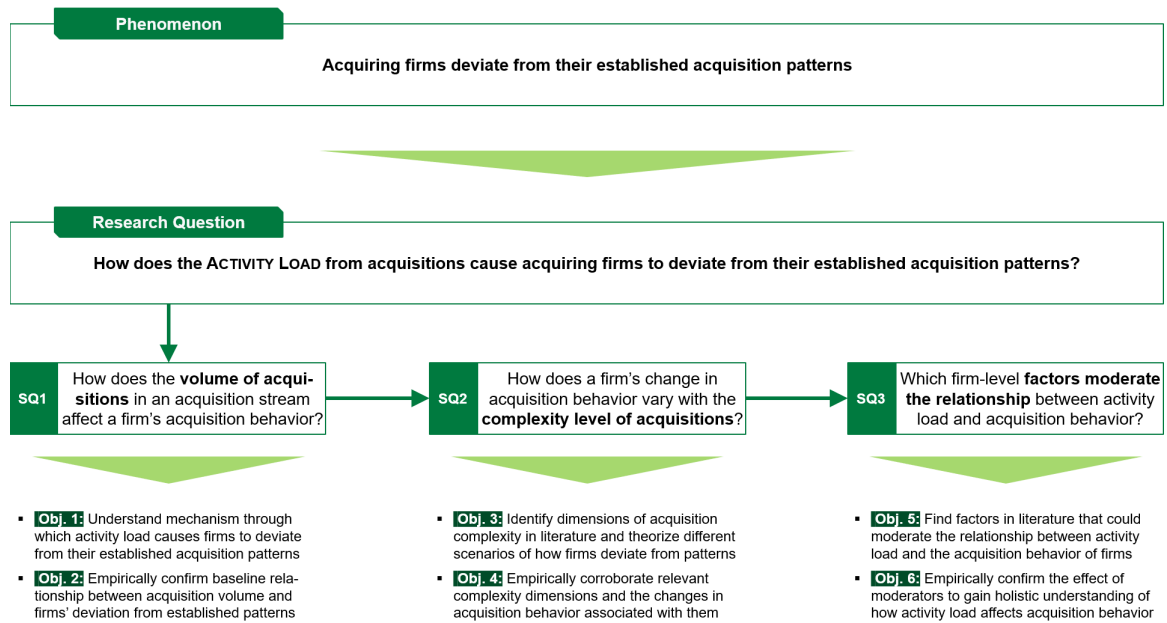 Phenomenon
Acquiring firms deviate from their established acquisition patterns
Research Question
How does the ACTIVITY LOAD from acquisitions cause acquiring firms to deviate from their established acquisition patterns?
SQ1
How does the volume of acqui-
sitions in an acquisition stream
affect a firm's acquisition behavior?
SQ2
How does a firm's change in
acquisition behavior vary with the
complexity level of acquisitions?
SQ3
Which firm-level factors moderate
the relationship between activity
load and acquisition behavior?
▪ Obj. 1: Understand mechanism through
which activity load causes firms to deviate
from their established acquisition patterns
▪ Obj. 2: Empirically confirm baseline rela-
tionship between acquisition volume and
firms' deviation from established patterns
▪ Obj. 3: Identify dimensions of acquisition
complexity in literature and theorize different
scenarios of how firms deviate from patterns
▪ Obj. 4: Empirically corroborate relevant
complexity dimensions and the changes in
acquisition behavior associated with them
▪ Obj. 5: Find factors in literature that could
moderate the relationship between activity
load and the acquisition behavior of firms
▪ Obj. 6: Empirically confirm the effect of
moderators to gain holistic understanding of
how activity load affects acquisition behavior